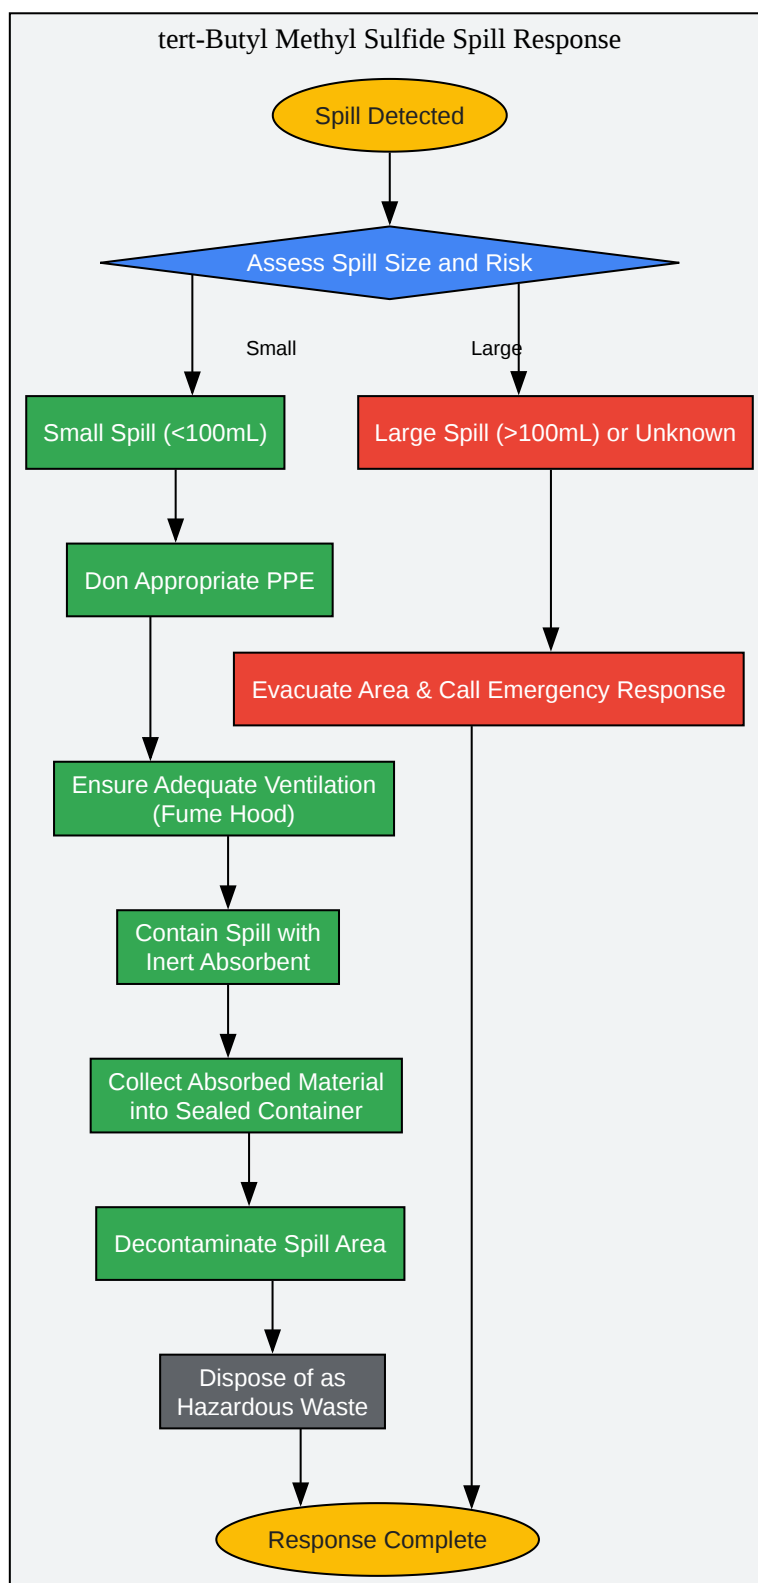 tert-Butyl Methyl Sulfide Spill Response
Spill Detected
Assess Spill Size and Risk
Small
Large
Small Spill (<100mL)
Large Spill (>100mL) or Unknown
Don Appropriate PPE
Evacuate Area & Call Emergency Response
Ensure Adequate Ventilation
(Fume Hood)
Contain Spill with
Inert Absorbent
Collect Absorbed Material
into Sealed Container
Decontaminate Spill Area
Dispose of as
Hazardous Waste
Response Complete